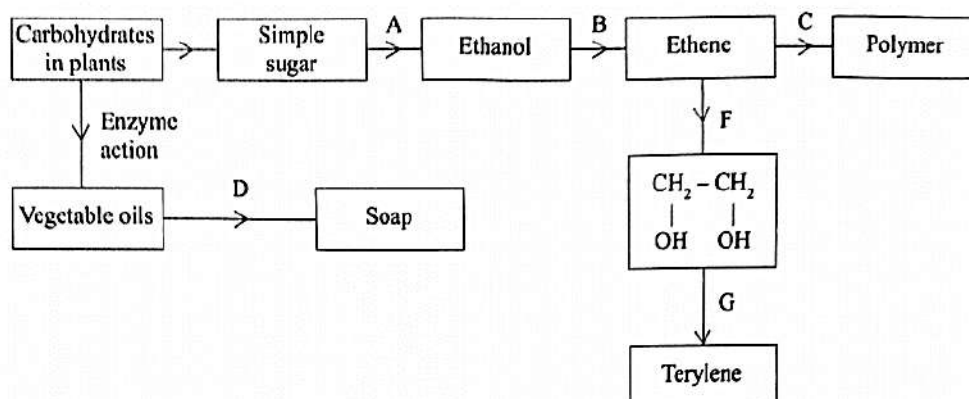 Carbohydrates
in plants
Simple
sugar
A
Ethanol
B
Ethene
C
Polymer
Enzyme
action
F
Vegetable oils
D
Soap
CH₂ – CH₂
OH OH
G
Terylene